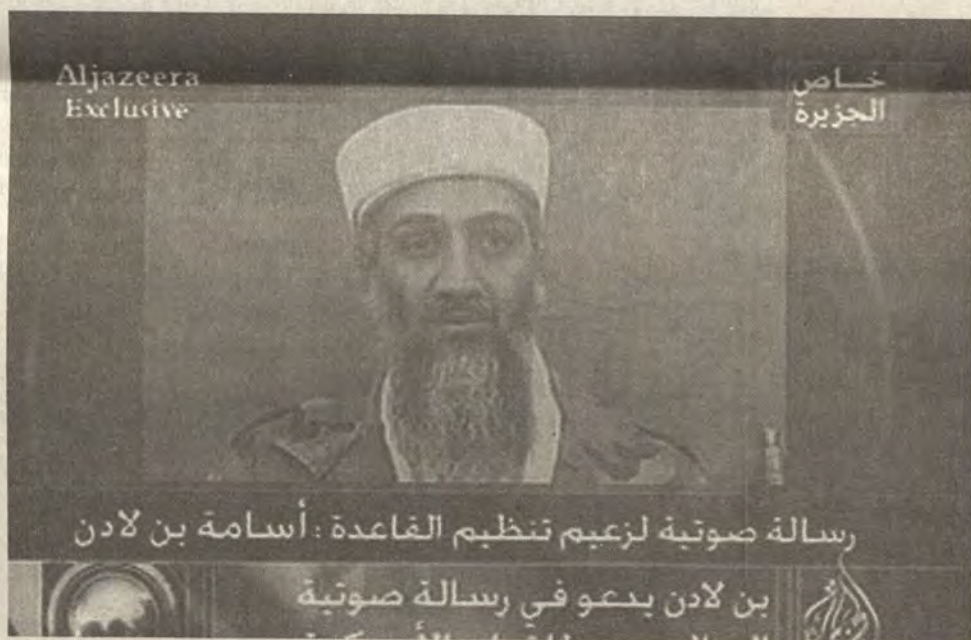 Aljazeera
Exclusive
خاص
الجزيرة
رسالة صوتية لزعيم تنظيم القاعدة : أسامة بن لادن
بن لادن يدعو في رسالة صوتية